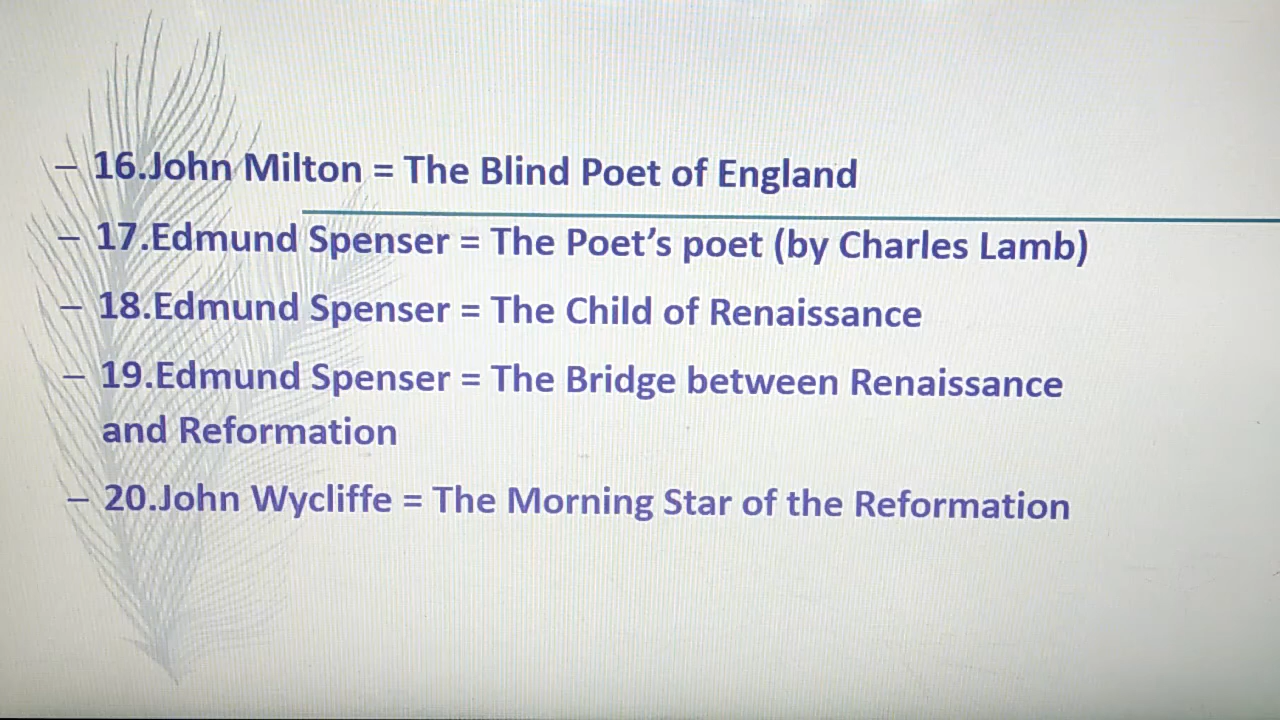 – 16.John Milton = The Blind Poet of England
– 17.Edmund Spenser = The Poet’s poet (by Charles Lamb)
– 18.Edmund Spenser = The Child of Renaissance
– 19.Edmund Spenser = The Bridge between Renaissance
and Reformation
– 20.John Wycliffe = The Morning Star of the Reformation